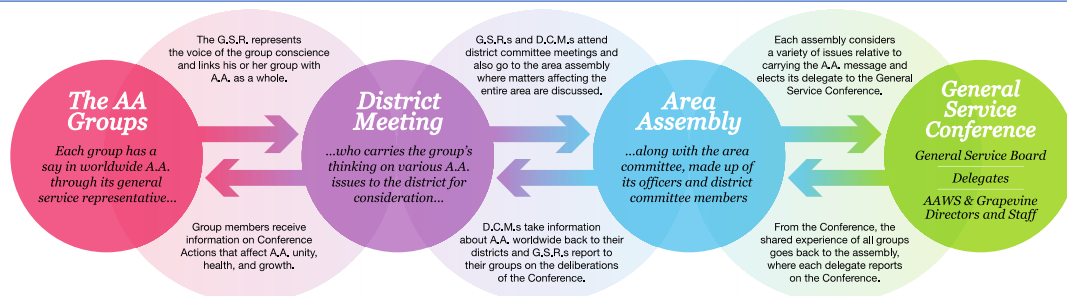 The G.S.R. represents
the voice of the group conscience
and links his or her group with
A.A. as a whole.
G.S.R.s and D.C.M.s attend
district committee meetings and
also go to the area assembly
where matters affecting the
entire area are discussed.
Each assembly considers
a variety of issues relative to
carrying the A.A. message and
elects its delegate to the General
Service Conference.
The AA
Groups
Each group has a
say in worldwide A.A.
through its general
service representative...
District
Meeting
...who carries the group's
thinking on various A.A.
issues to the district for
consideration...
Area
Assembly
...along with the area
committee, made up of
its officers and district
committee members
General
Service
Conference
General Service Board
Delegates
AAWS & Grapevine
Directors and Staff
Group members receive
information on Conference
Actions that affect A.A. unity,
health, and growth.
D.C.M.s take information
about A.A. worldwide back to their
districts and G.S.R.s report to
their groups on the deliberations
of the Conference.
From the Conference, the
shared experience of all groups
goes back to the assembly,
where each delegate reports
on the Conference.